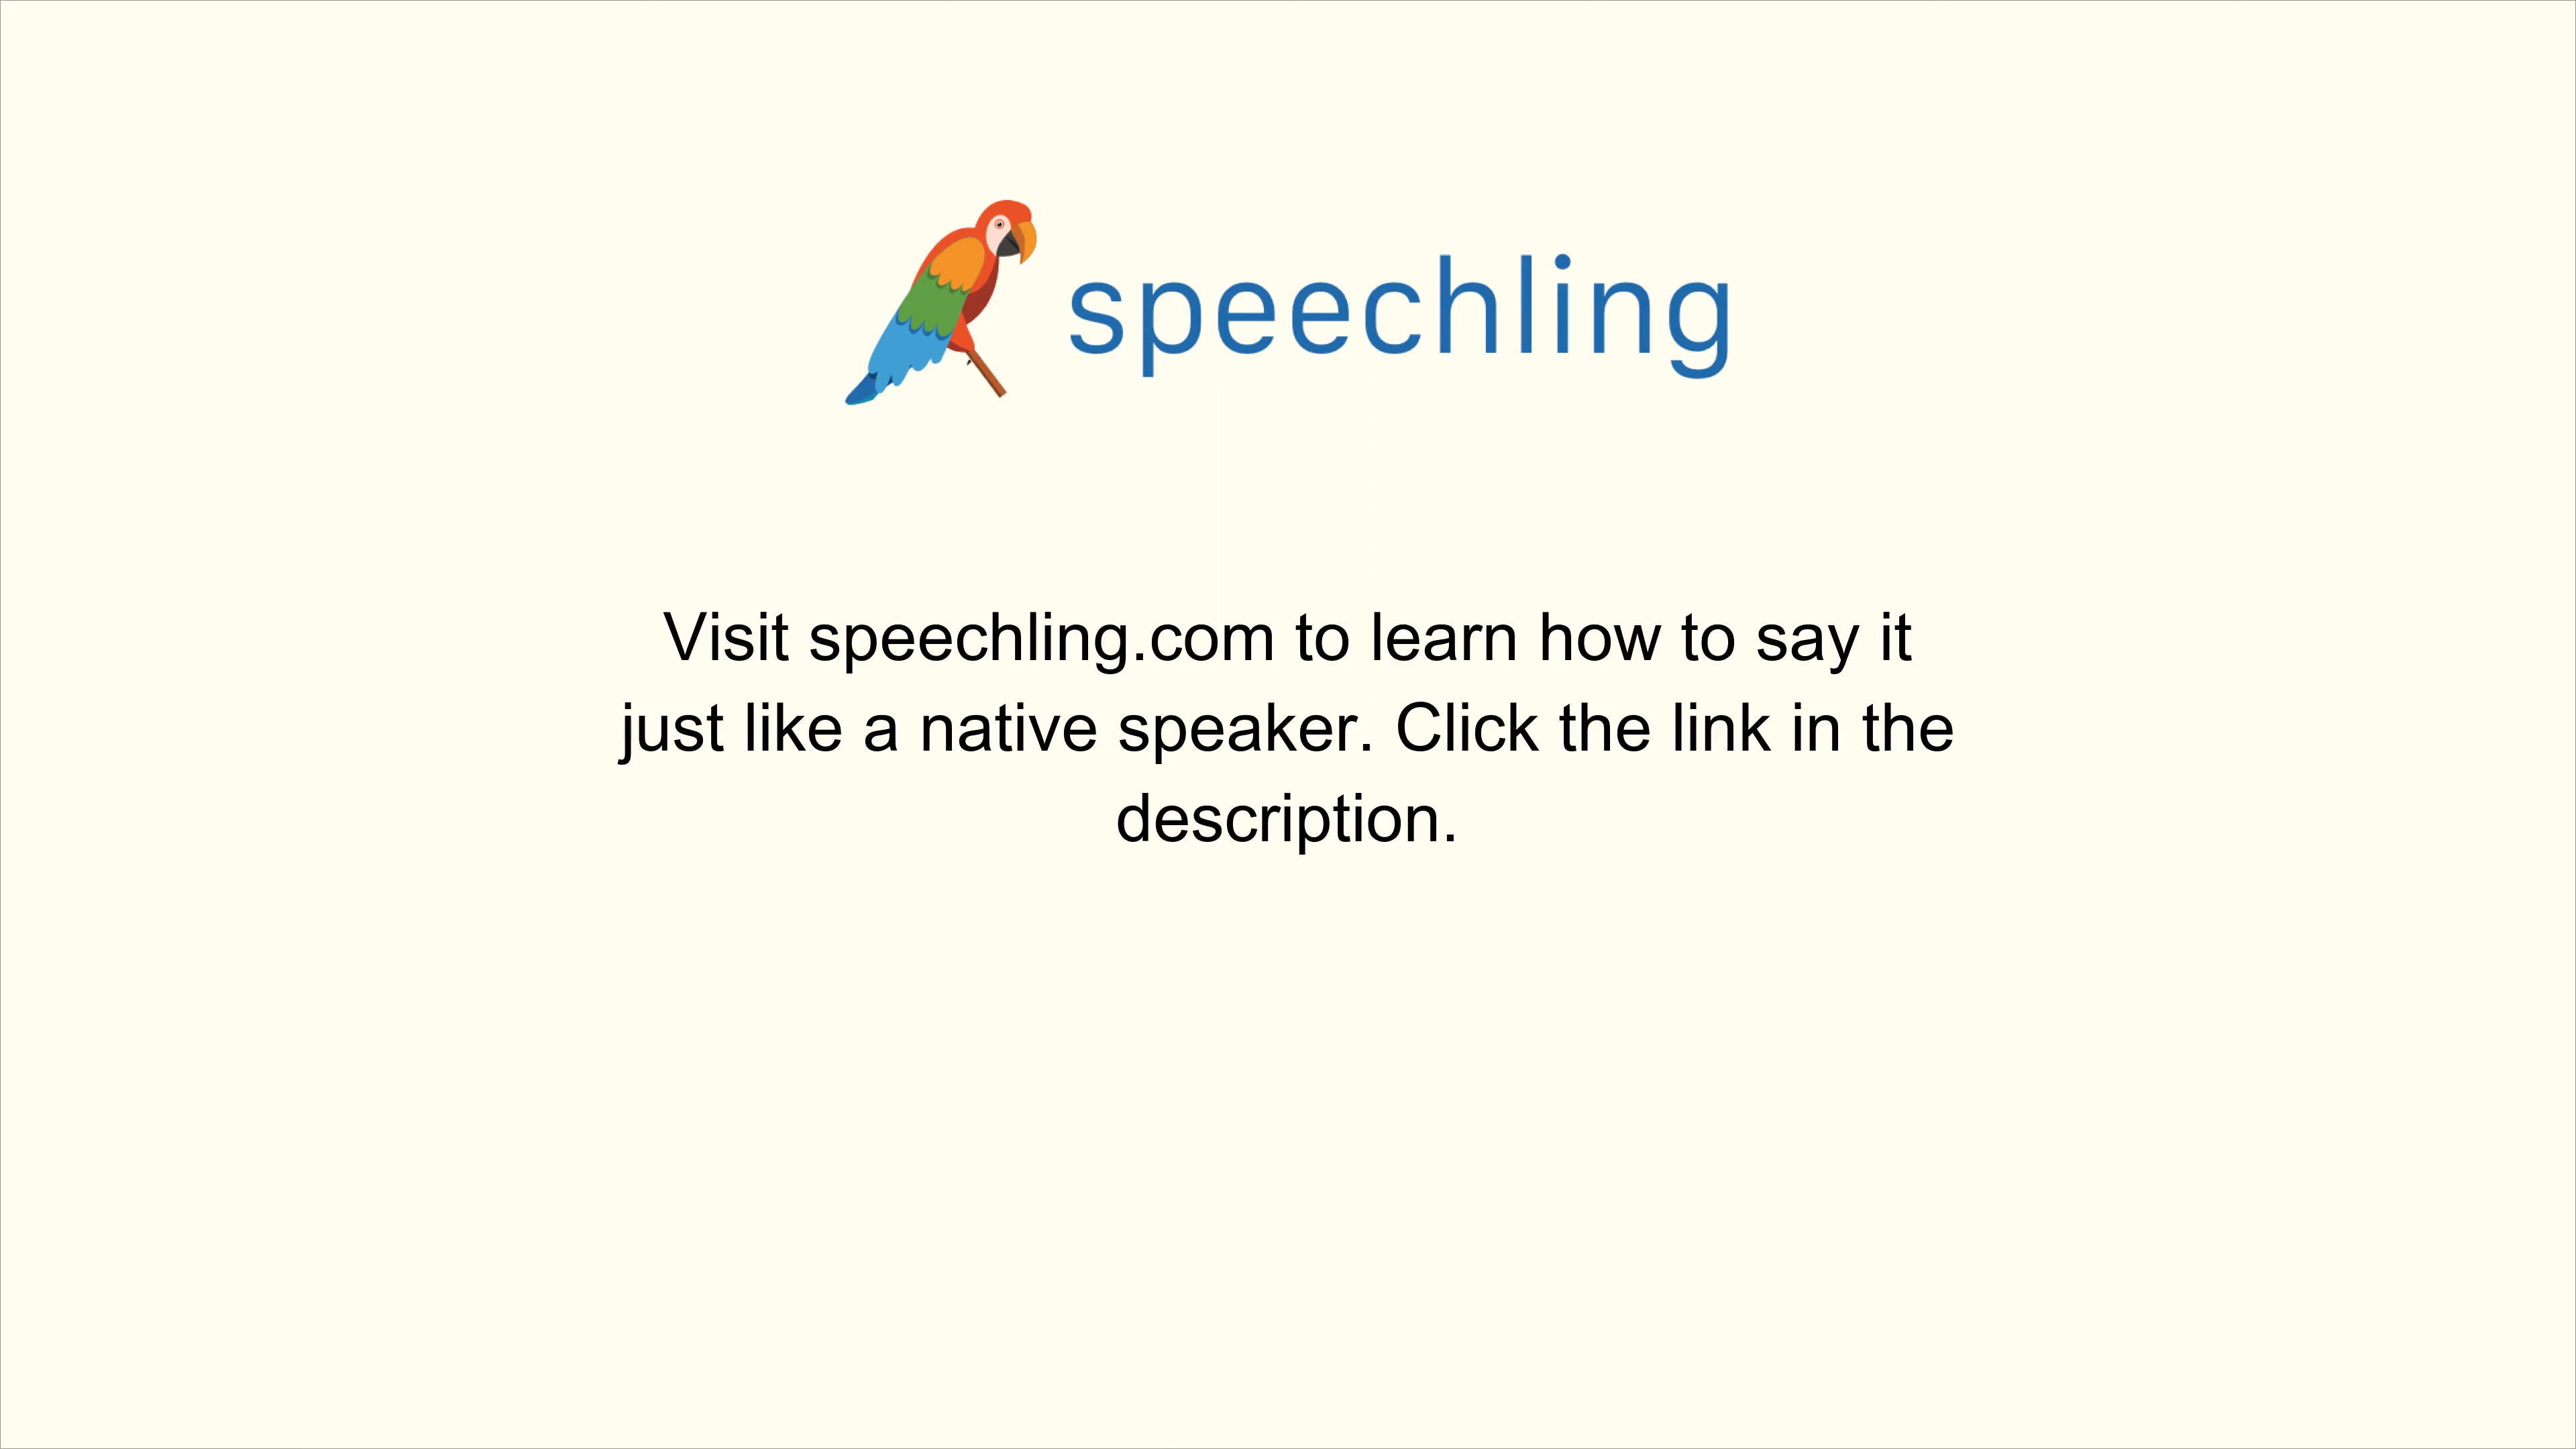 speechling
Visit speechling.com to learn how to say it
just like a native speaker. Click the link in the
description.